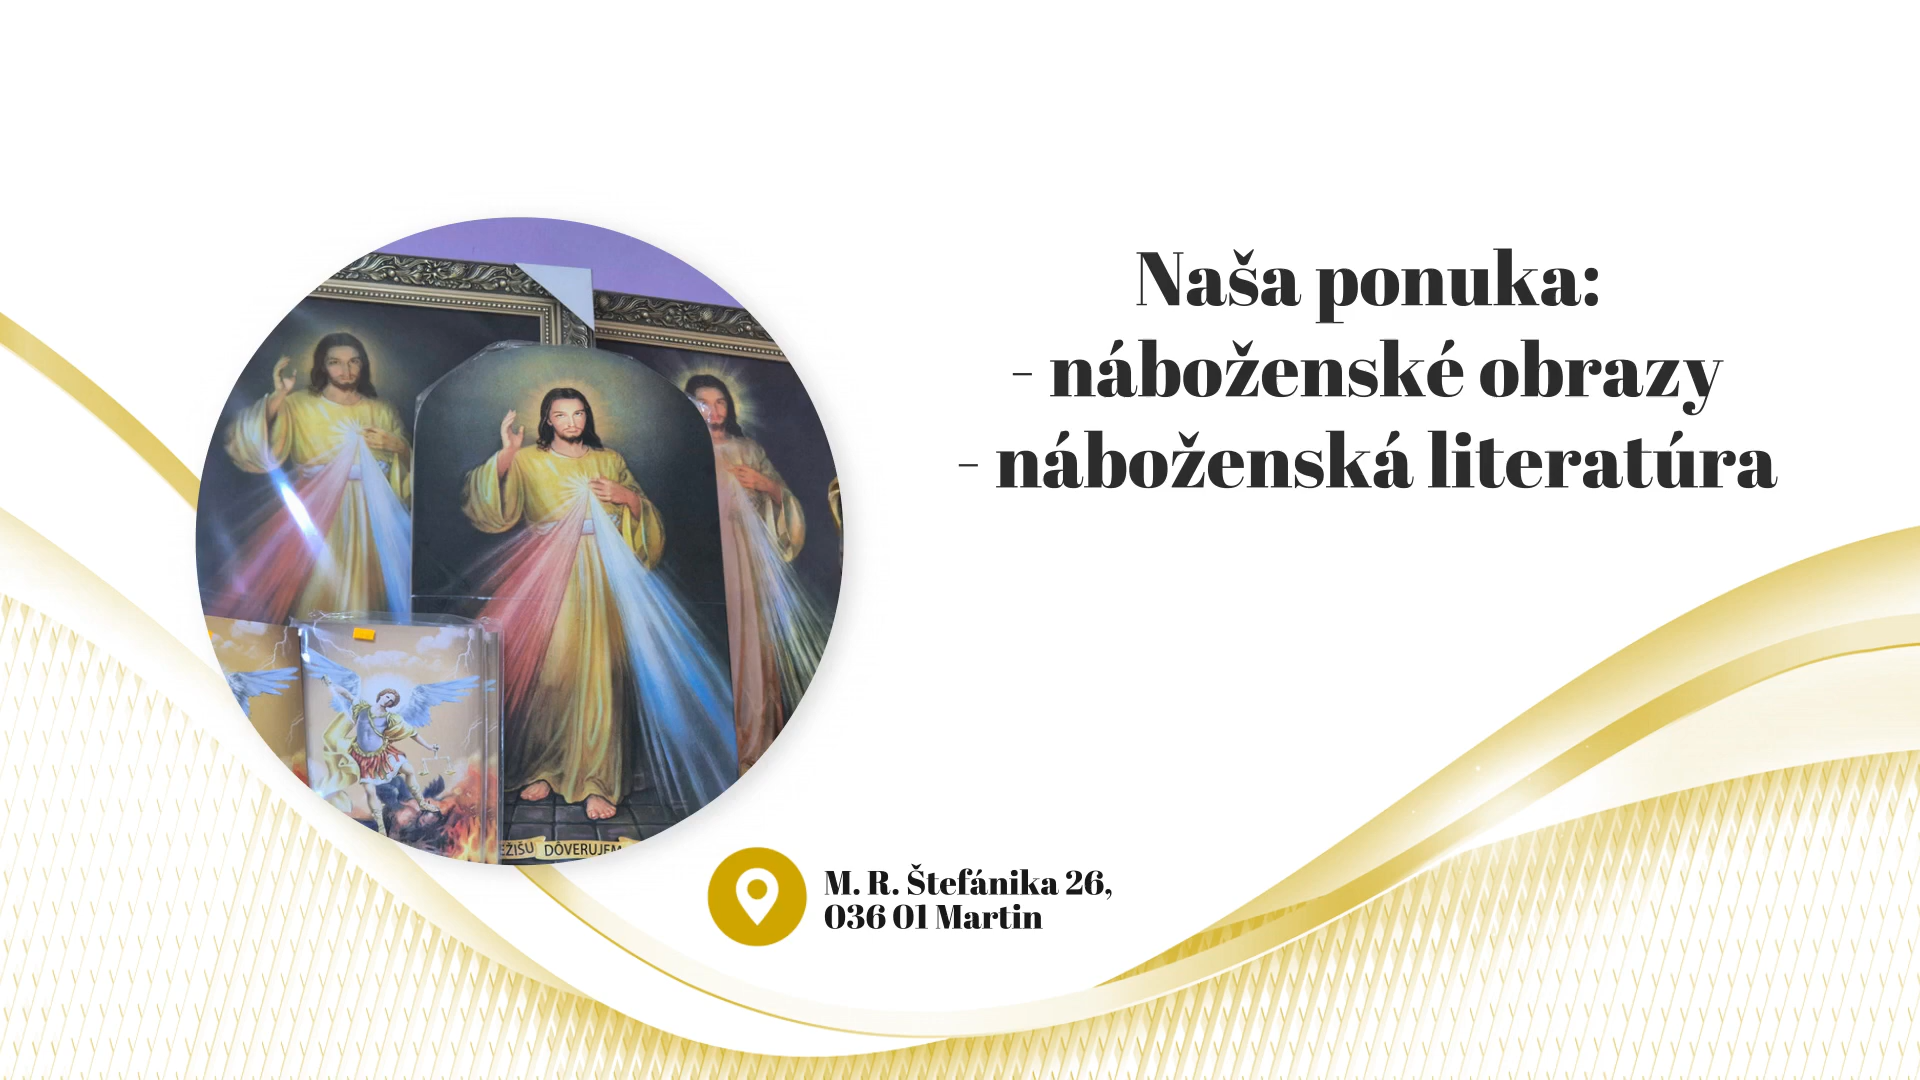 Naša ponuka:
- náboženské obrazy
- náboženská literatúra
DÔVERUJEM
M. R. Štefánika 26,
036 01 Martin